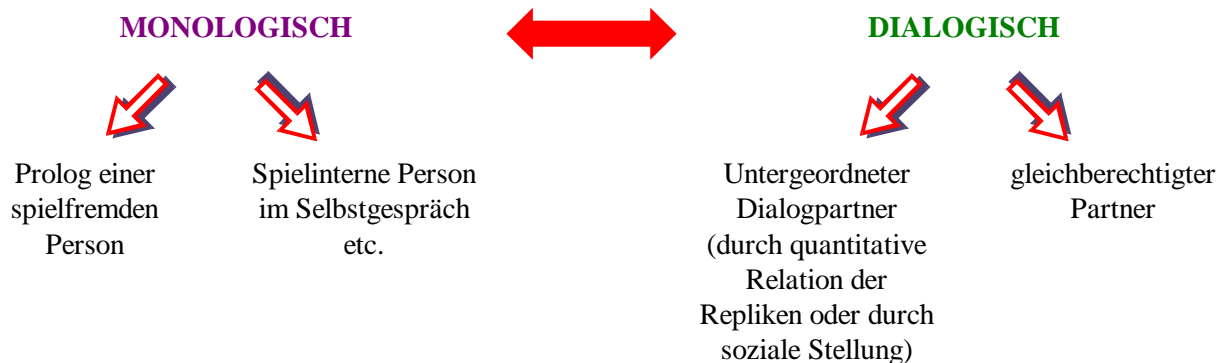 MONOLOGISCH
DIALOGISCH
Prolog einer
spielfremden
Person
Spielinterne Person
im Selbstgespräch
etc.
Untergeordneter
Dialogpartner
(durch quantitative
Relation der
Repliken oder durch
soziale Stellung)
gleichberechtigter
Partner